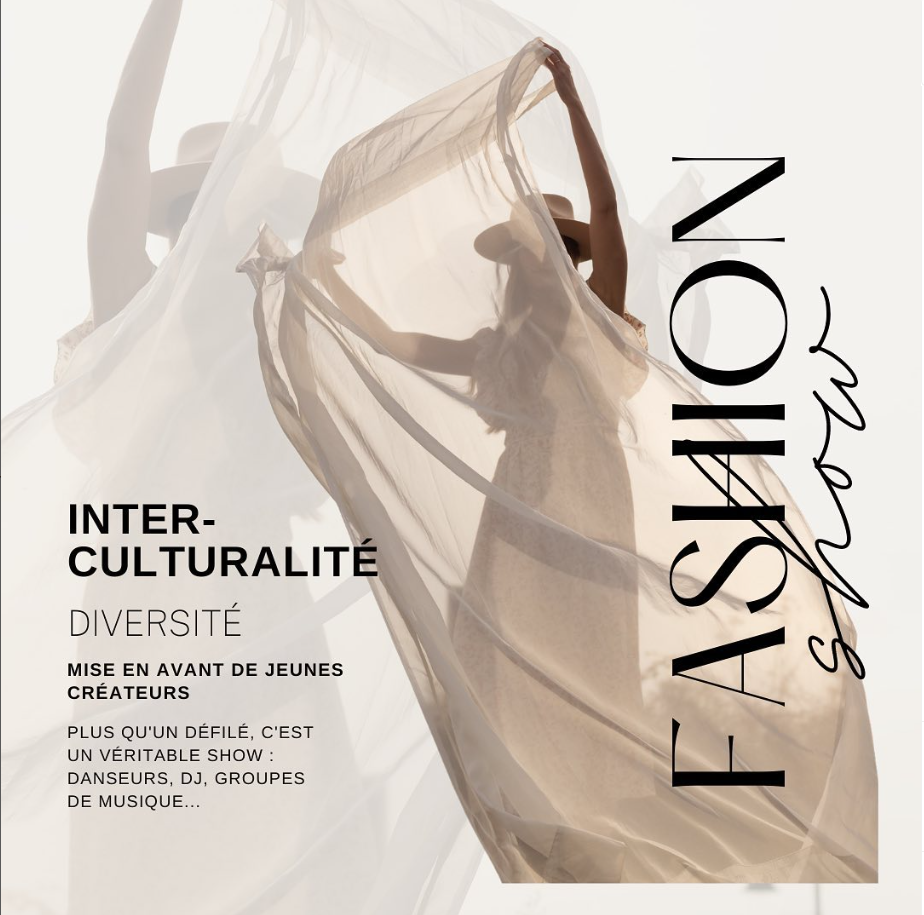 INTER-
CULTURALITÉ
DIVERSITÉ
MISE EN AVANT DE JEUNES
CRÉATEURS
PLUS QU'UN DÉFILÉ, C'EST
UN VÉRITABLE SHOW :
DANSEURS, DJ, GROUPES
DE MUSIQUE...
FASHION
show